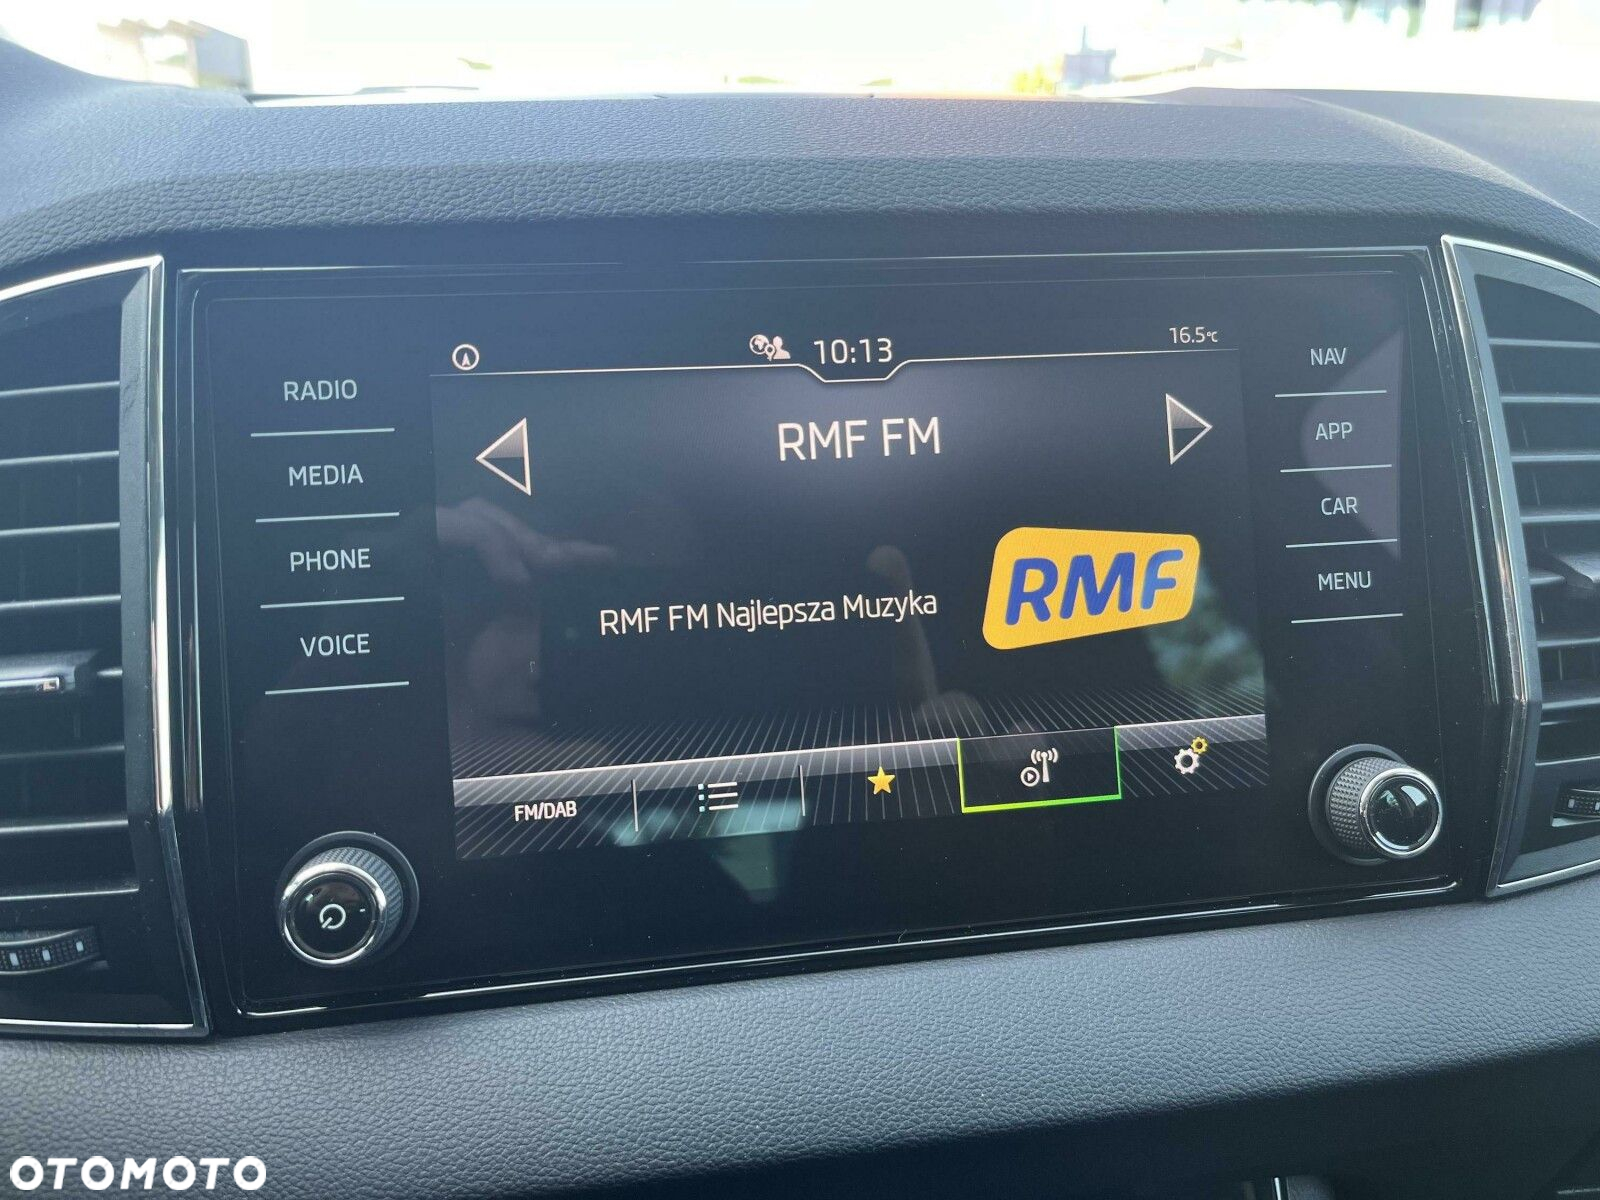 10:13
16.5°C
RADIO
MEDIA
PHONE
VOICE
RMF FM
RMF FM Najlepsza Muzyka
RMF
FM/DAB
NAV
APP
CAR
MENU
OTOMOTO